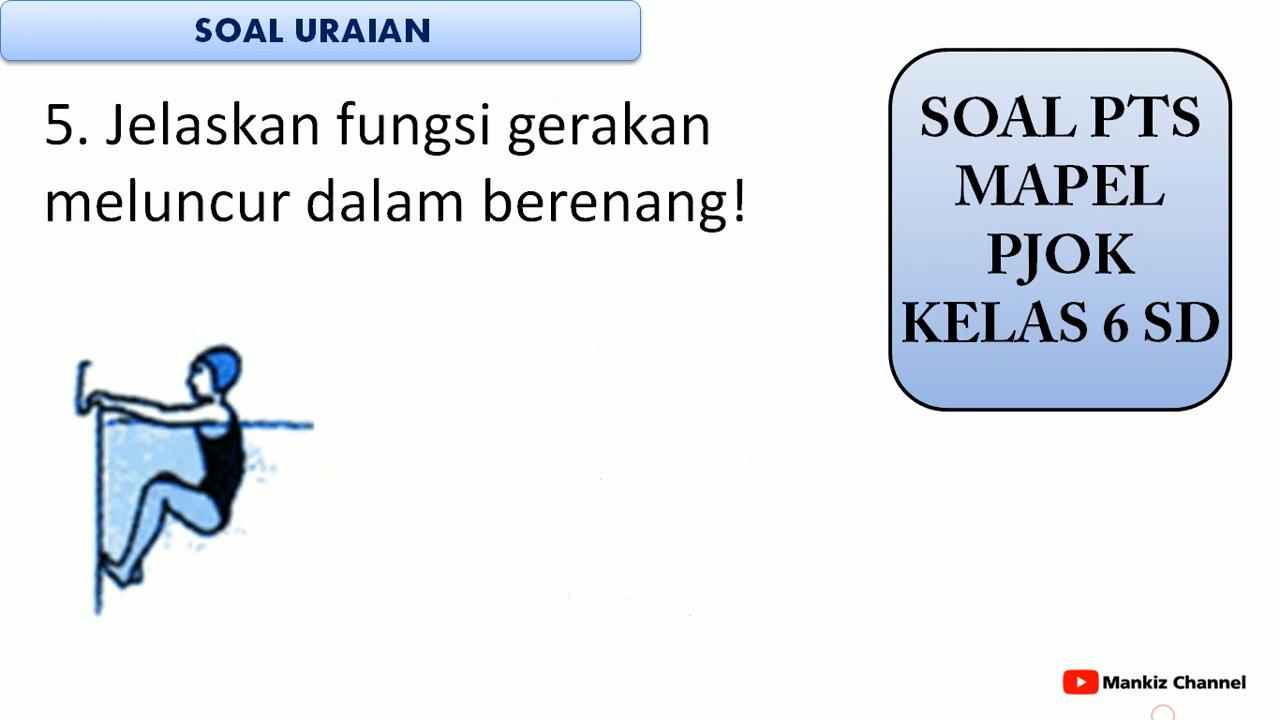 SOAL URAIAN
5. Jelaskan fungsi gerakan
meluncur dalam berenang!
SOAL PTS
MAPEL
PJOK
KELAS 6 SD
Mankiz Channel